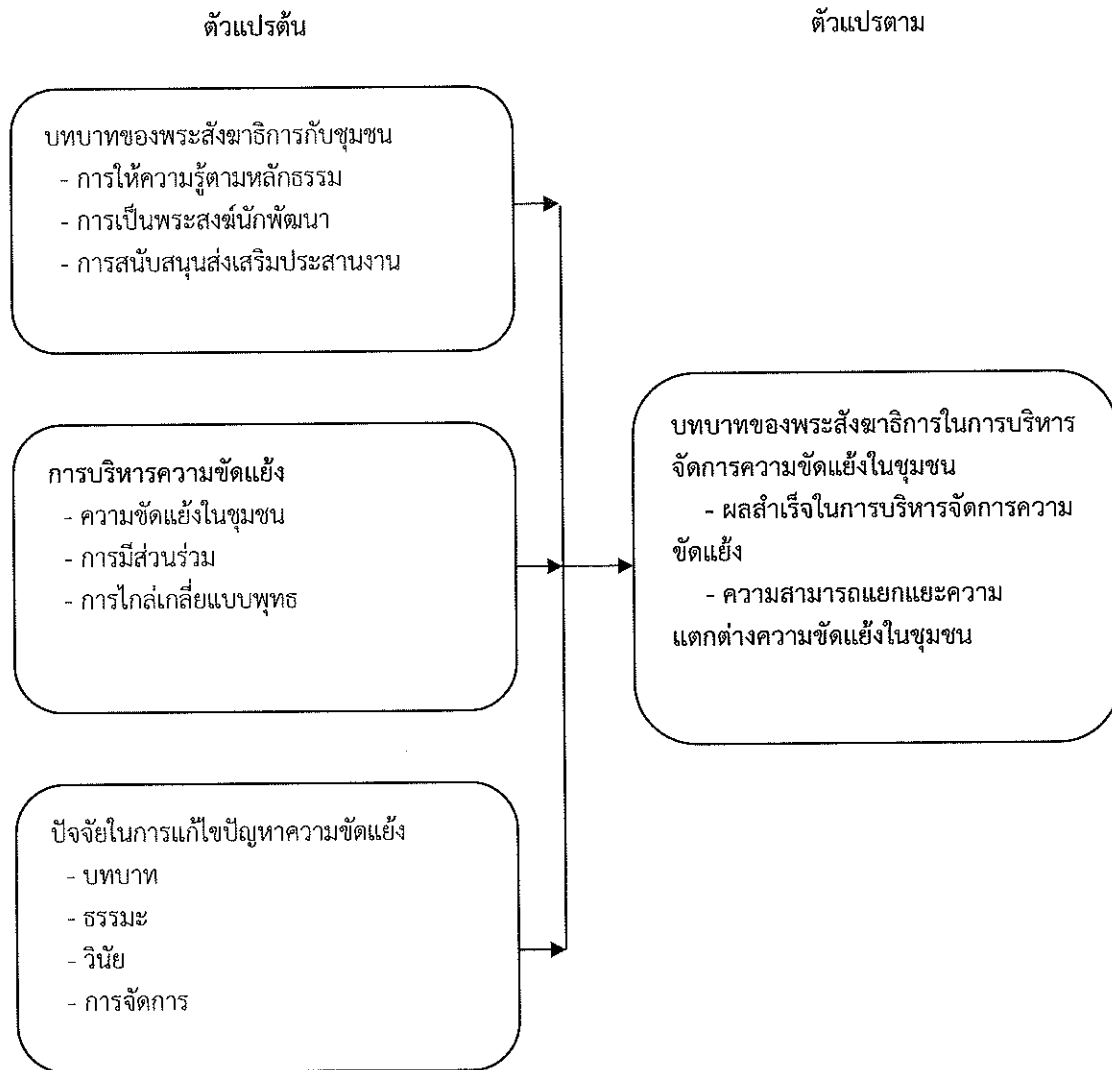 ตัวแปรต้น
ตัวแปรตาม
บทบาทของพระสังฆาธิการกับชุมชน
- การให้ความรู้ตามหลักธรรม
- การเป็นพระสงฆ์นักพัฒนา
- การสนับสนุนส่งเสริมประสานงาน
การบริหารความขัดแย้ง
- ความขัดแย้งในชุมชน
- การมีส่วนร่วม
- การไกล่เกลี่ยแบบพุทธ
ปัจจัยในการแก้ไขปัญหาความขัดแย้ง
- บทบาท
- ธรรมะ
- วินัย
- การจัดการ
บทบาทของพระสังฆาธิการในการบริหาร
จัดการความขัดแย้งในชุมชน
- ผลสำเร็จในการบริหารจัดการความ
ขัดแย้ง
- ความสามารถแยกแยะความ
แตกต่างความขัดแย้งในชุมชน